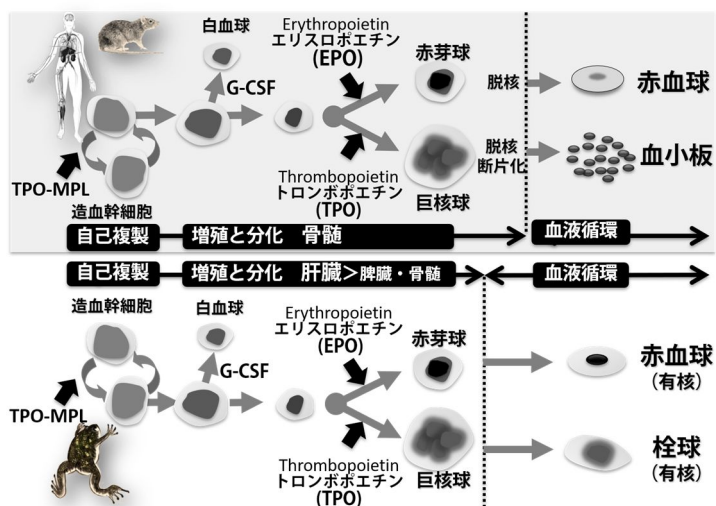 白血球
Erythropoietin
エリスロポエチン
(EPO)
赤芽球
G-CSF
脱核
赤血球
TPO-MPL
造血幹細胞
Thrombopoietin
トロンボポエチン
(TPO)
巨核球
脱核
断片化
血小板
自己複製
増殖と分化 骨髄
血液循環
自己複製
増殖と分化 肝臓>脾臓・骨髄
血液循環
造血幹細胞
白血球
Erythropoietin
エリスロポエチン
(EPO)
赤芽球
G-CSF
赤血球
(有核)
TPO-MPL
Thrombopoietin
トロンボポエチン
(TPO)
巨核球
栓球
(有核)